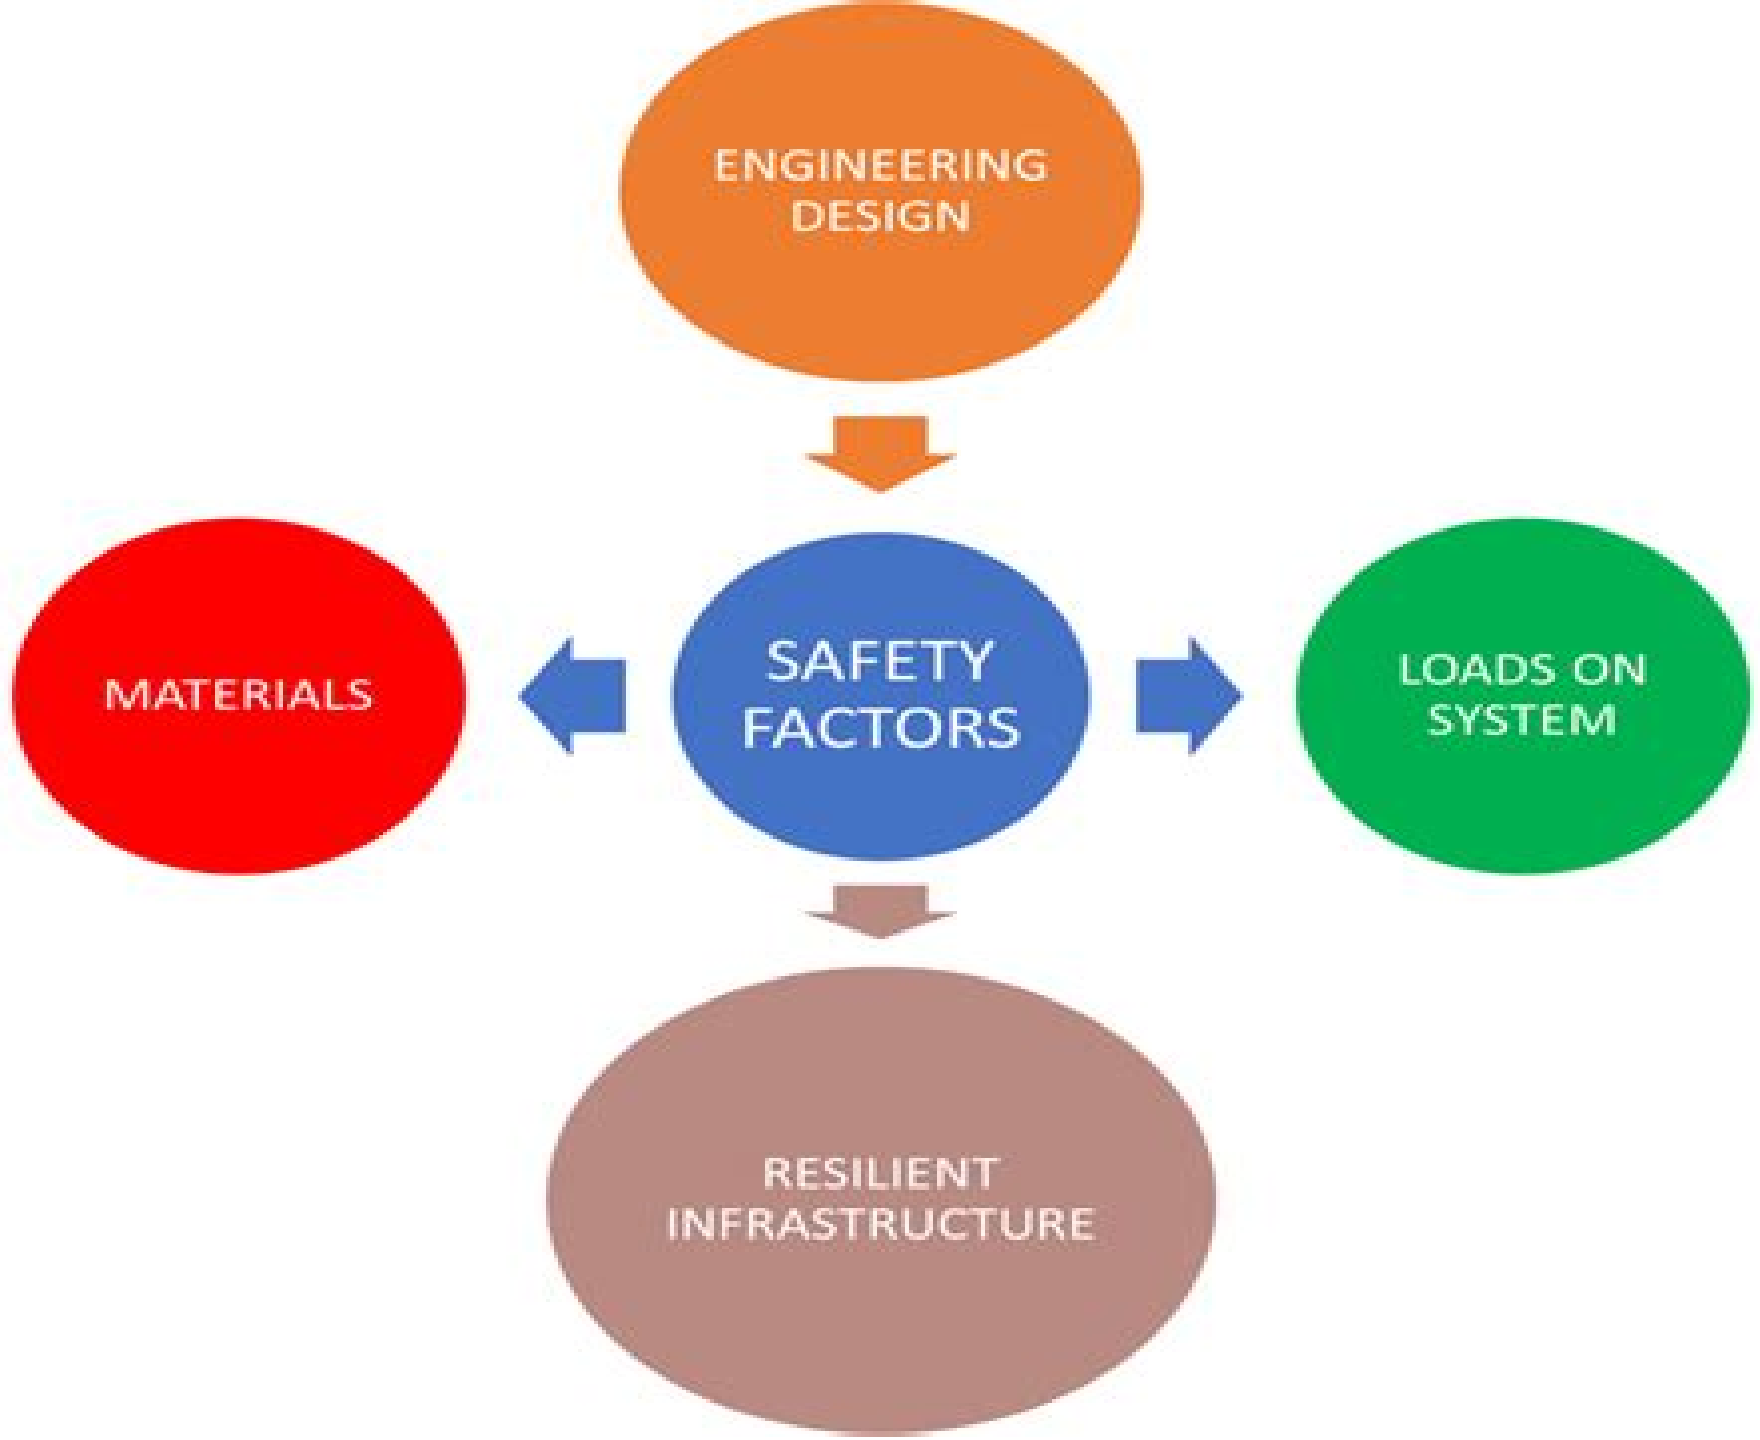 ENGINEERING
DESIGN
MATERIALS
SAFETY
FACTORS
LOADS ON
SYSTEM
RESILIENT
INFRASTRUCTURE